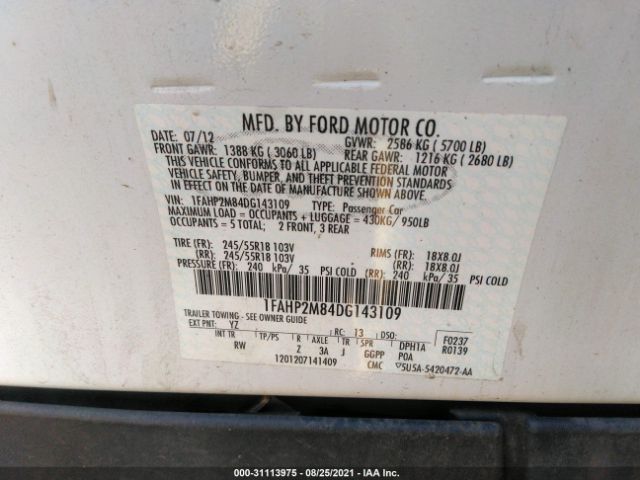 MFD. BY FORD MOTOR CO.
DATE: 07/12 GVWR: 2586 KG ( 5700 LB)
FRONT GAWR: 1388 KG ( 3060 LB) REAR GAWR: 1216 KG ( 2680 LB)
THIS VEHICLE CONFORMS TO ALL APPLICABLE FEDERAL MOTOR
VEHICLE SAFETY, BUMPER, AND THEFT PREVENTION STANDARDS
IN EFFECT ON THE DATE OF MANUFACTURE SHOWN ABOVE.
VIN: 1FAHP2M84DG143109 TYPE: Passenger Car
MAXIMUM LOAD = OCCUPANTS + LUGGAGE = 430KG/ 950LB
OCCUPANTS = 5 TOTAL; 2 FRONT, 3 REAR
TIRE (FR): 245/55R18 103V RIMS (FR): 18X8.0J
(RR): 245/55R18 103V (RR): 18X8.0J
PRESSURE (FR): 240 kPa/ 35 PSI COLD (RR): 240 kPa/ 35 PSI COLD
1FAHP2M84DG143109
TRAILER TOWING - SEE OWNER GUIDE
EXT PNT: YZ RC: 13 DSO: F0237
INT TR TP/PS R AXLE TR SPR DPH1A R0139
RW Z 3A J GGPP POA
1201207141409 CMC 5U5A-5420472-AA
000-31113975 - 08/25/2021 - IAA Inc.